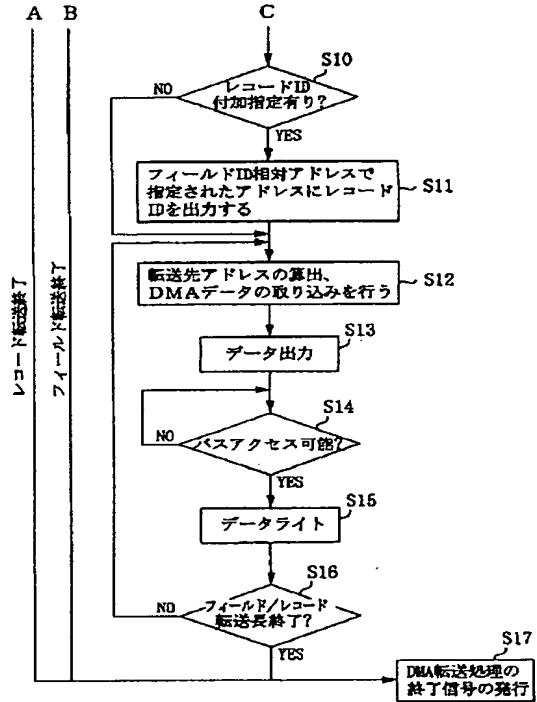 A
B
C
S10
レコードID
付加指定有り?
NO
YES
フィールドID相対アドレスで
指定されたアドレスにレコード
IDを出力する
S11
転送先アドレスの算出、
DMAデータの取り込みを行う
S12
S13
データ出力
S14
バスアクセス可能?
NO
YES
S15
データライト
S16
フィールド/レコード
転送長終了?
NO
YES
レコード転送終了
フィールド転送終了
S17
DMA転送処理の
終了信号の発行